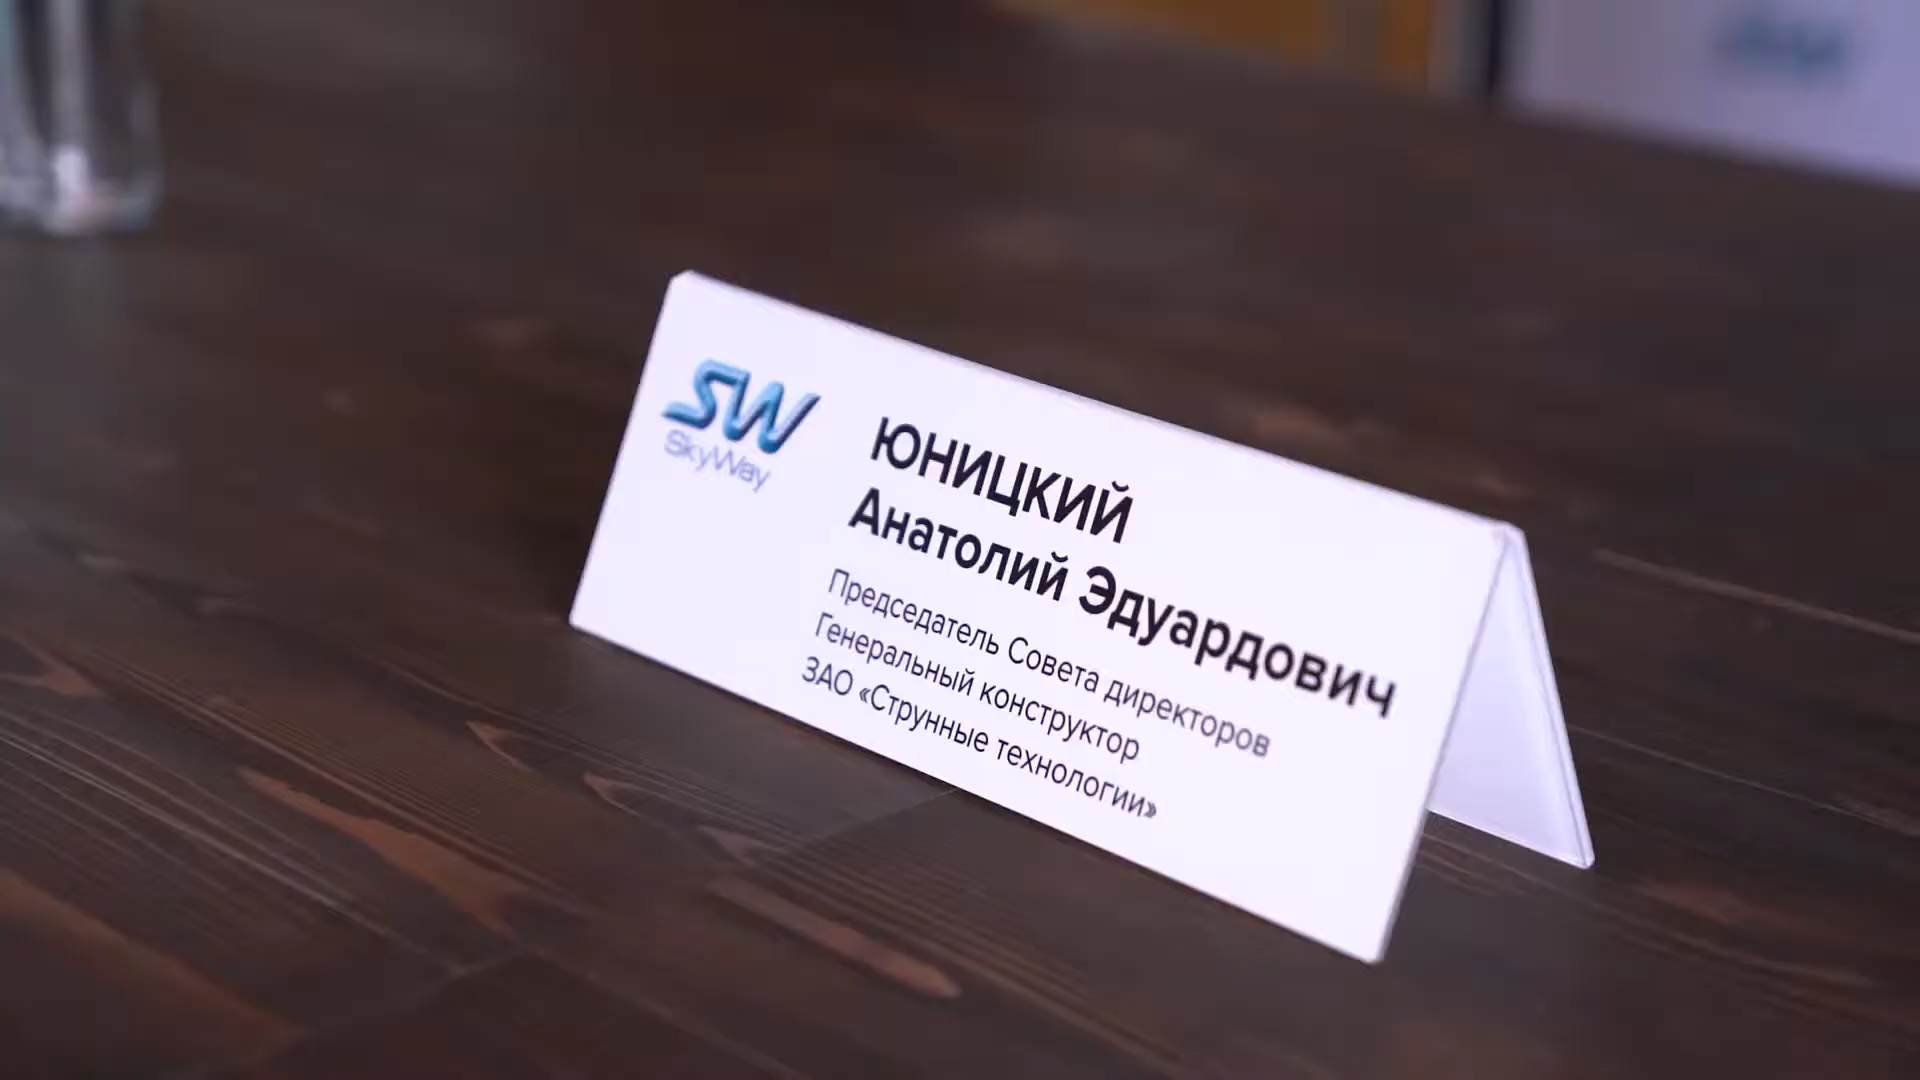 SW
SkyWay
ЮНИЦКИЙ
Анатолий Эдуардович
Председатель Совета директоров
Генеральный конструктор
ЗАО «Струнные технологии»